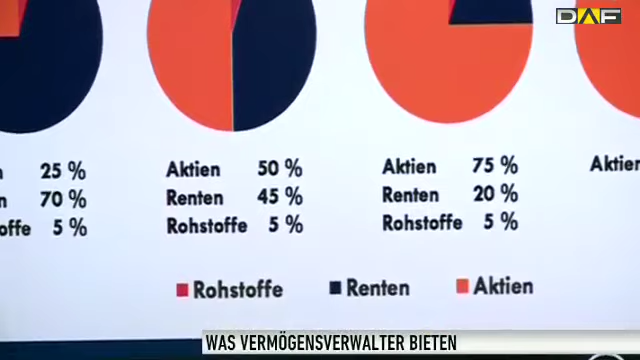 DAF
n 25 % Aktien 50 % Aktien 75 % Aktien
n 70 % Renten 45 % Renten 20 %
offe 5 % Rohstoffe 5 % Rohstoffe 5 %
Rohstoffe Renten Aktien
WAS VERMÖGENSVERWALTER BIETEN